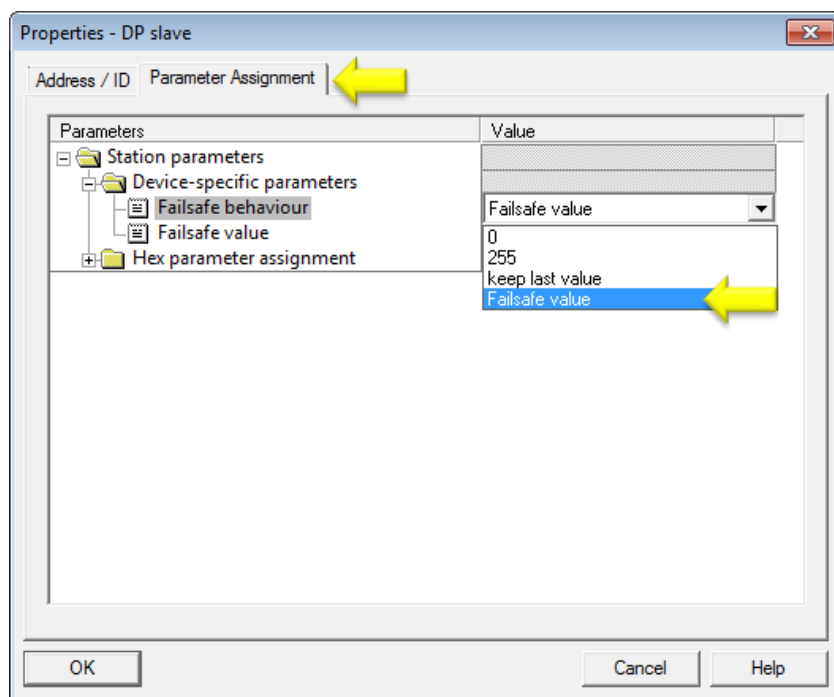 Properties - DP slave
Address / ID Parameter Assignment
Parameters Value
Station parameters
Device-specific parameters
Failsafe behaviour Failsafe value
Failsafe value 0
Hex parameter assignment 255
keep last value
Failsafe value
OK Cancel Help